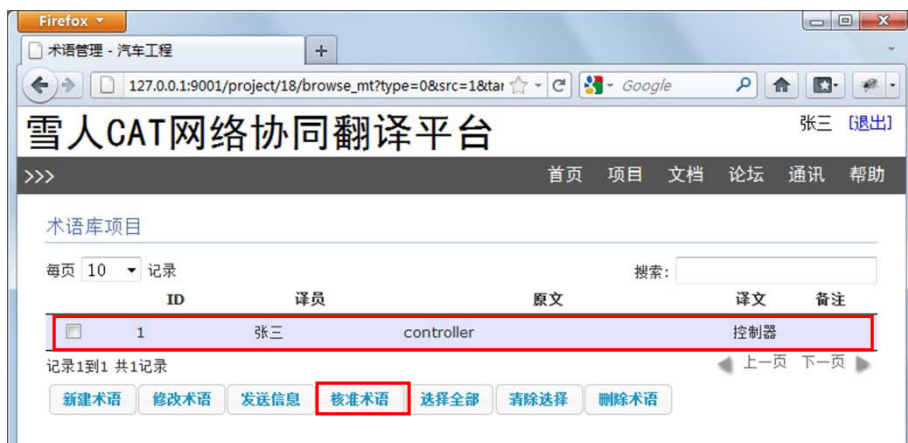 Firefox
术语管理 - 汽车工程
127.0.0.1:9001/project/18/browse_mt?type=0&src=1&tar
Google
雪人CAT网络协同翻译平台
张三 [退出]
>>> 首页 项目 文档 论坛 通讯 帮助
术语库项目
每页 10 记录 搜索:
ID 译员 原文 译文 备注
1 张三 controller 控制器
记录1到1 共1记录 上一页 下一页
新建术语 修改术语 发送信息 核准术语 选择全部 清除选择 删除术语